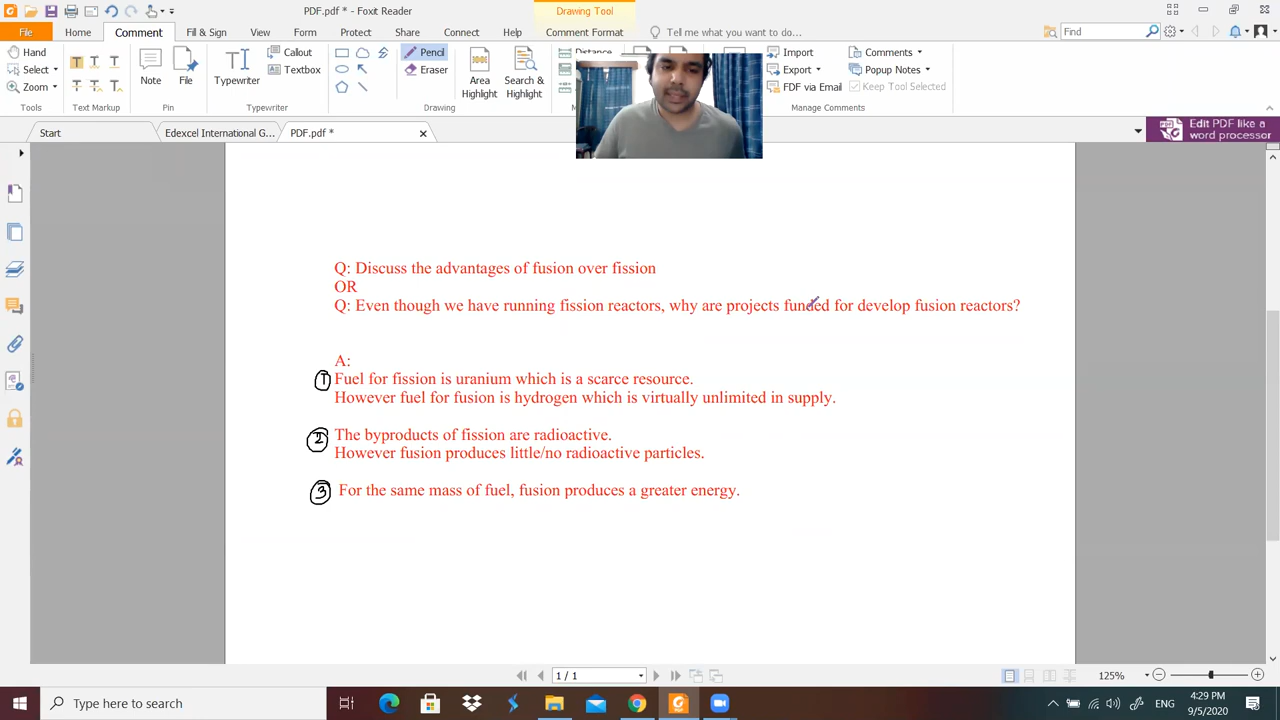 PDF.pdf * - Foxit Reader
Drawing Tool
File
Home
Comment
Fill & Sign
View
Form
Protect
Share
Connect
Help
Comment Format
Tell me what you want to do...
Find
Hand
Select
Zoom
Tools
Text Markup
Note
File
Pin
Typewriter
Callout
Textbox
Typewriter
Pencil
Eraser
Drawing
Area Highlight
Search & Highlight
Distance
Import
Export
FDF via Email
Comments
Popup Notes
Keep Tool Selected
Manage Comments
Start
Edexcel International G...
PDF.pdf *
Edit PDF like a word processor
Q: Discuss the advantages of fusion over fission
OR
Q: Even though we have running fission reactors, why are projects funded for develop fusion reactors?
A:
1 Fuel for fission is uranium which is a scarce resource.
However fuel for fusion is hydrogen which is virtually unlimited in supply.
2 The byproducts of fission are radioactive.
However fusion produces little/no radioactive particles.
3 For the same mass of fuel, fusion produces a greater energy.
1 / 1
125%
Type here to search
ENG
4:29 PM
9/5/2020